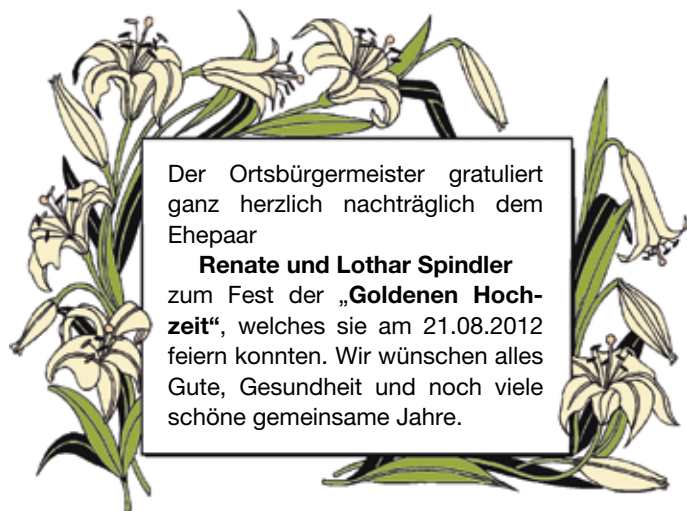 Der Ortsbürgermeister gratuliert
ganz herzlich nachträglich dem
Ehepaar
Renate und Lothar Spindler
zum Fest der „Goldenen Hoch-
zeit“, welches sie am 21.08.2012
feiern konnten. Wir wünschen alles
Gute, Gesundheit und noch viele
schöne gemeinsame Jahre.